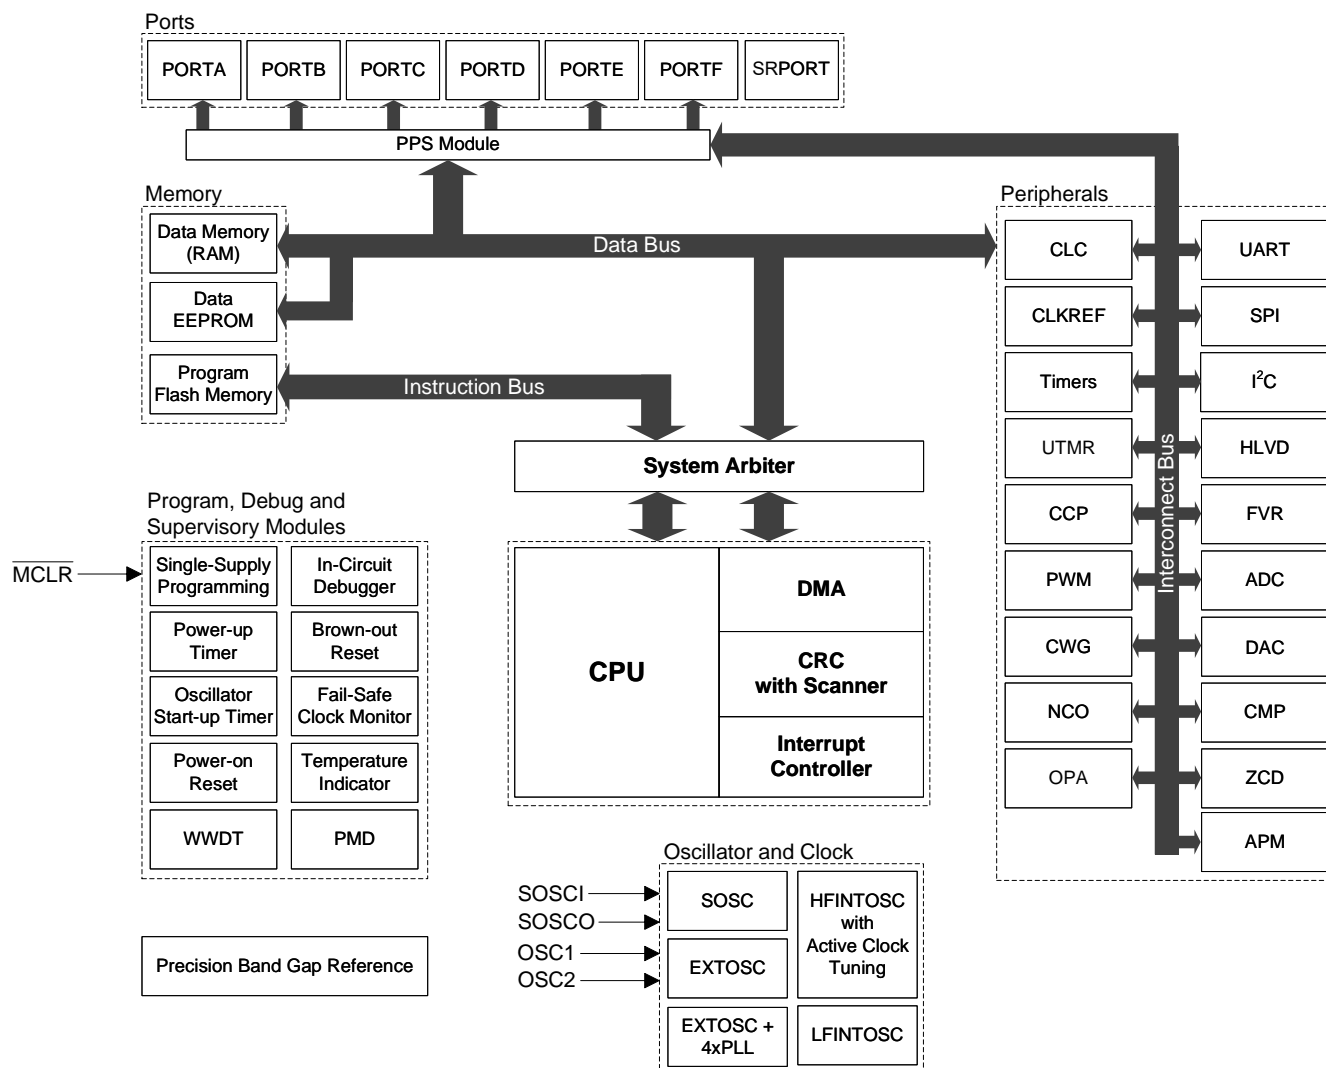 Ports
PORTA
PORTB
PORTC
PORTD
PORTE
PORTF
SRPORT
PPS Module
Memory
Data Memory
(RAM)
Data
EEPROM
Program
Flash Memory
Data Bus
Instruction Bus
System Arbiter
CPU
DMA
CRC
with Scanner
Interrupt
Controller
Peripherals
CLC
UART
CLKREF
SPI
Timers
I²C
UTMR
HLVD
CCP
FVR
PWM
ADC
CWG
DAC
NCO
CMP
OPA
ZCD
APM
Interconnect Bus
Program, Debug and
Supervisory Modules
MCLR
Single-Supply
Programming
In-Circuit
Debugger
Power-up
Timer
Brown-out
Reset
Oscillator
Start-up Timer
Fail-Safe
Clock Monitor
Power-on
Reset
Temperature
Indicator
WWDT
PMD
Precision Band Gap Reference
Oscillator and Clock
SOSCI
SOSCO
OSC1
OSC2
SOSC
HFINTOSC
with
Active Clock
Tuning
EXTOSC
EXTOSC +
4xPLL
LFINTOSC